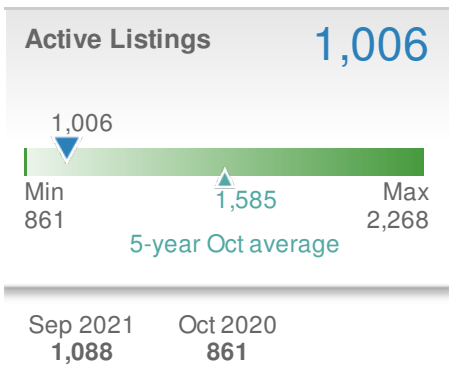 Active Listings 1,006
1,006
Min Max
861 1,585 2,268
5-year Oct average
Sep 2021 Oct 2020
1,088 861